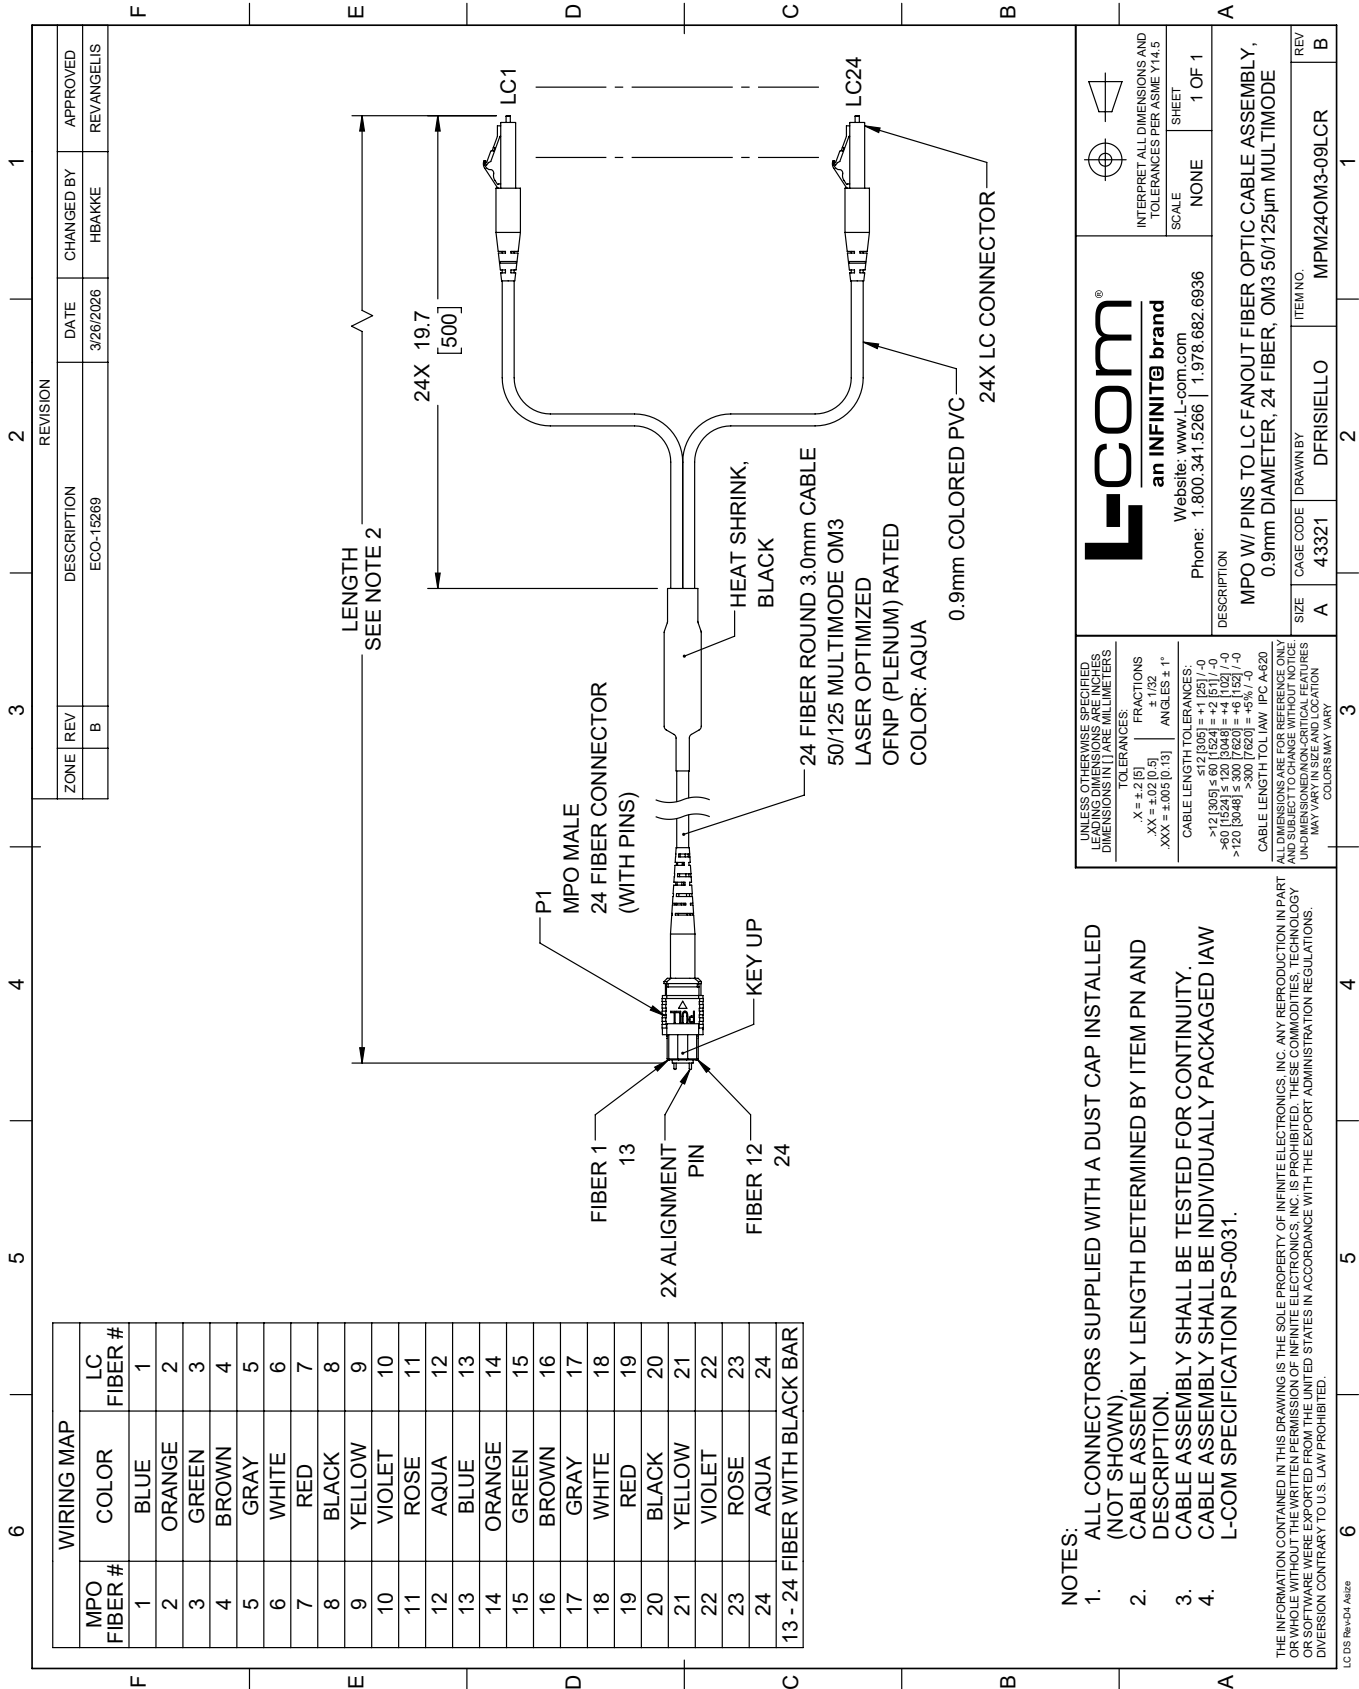 REVISION
ZONE REV DESCRIPTION DATE CHANGED BY APPROVED
B ECO-15269 3/26/2026 HBAKKE REVANGELIS
6 5 4 3 2 1
F
E
D
C
B
A
WIRING MAP
MPO FIBER # COLOR LC FIBER #
1 BLUE 1
2 ORANGE 2
3 GREEN 3
4 BROWN 4
5 GRAY 5
6 WHITE 6
7 RED 7
8 BLACK 8
9 YELLOW 9
10 VIOLET 10
11 ROSE 11
12 AQUA 12
13 BLUE 13
14 ORANGE 14
15 GREEN 15
16 BROWN 16
17 GRAY 17
18 WHITE 18
19 RED 19
20 BLACK 20
21 YELLOW 21
22 VIOLET 22
23 ROSE 23
24 AQUA 24
13 - 24 FIBER WITH BLACK BAR
LENGTH
SEE NOTE 2
24X 19.7
[500]
LC1
LC24
P1
MPO MALE
24 FIBER CONNECTOR
(WITH PINS)
FIBER 1
13
2X ALIGNMENT
PIN
FIBER 12
24
PULL
KEY UP
HEAT SHRINK,
BLACK
24 FIBER ROUND 3.0mm CABLE
50/125 MULTIMODE OM3
LASER OPTIMIZED
OFNP (PLENUM) RATED
COLOR: AQUA
0.9mm COLORED PVC
24X LC CONNECTOR
NOTES:
1. ALL CONNECTORS SUPPLIED WITH A DUST CAP INSTALLED
(NOT SHOWN).
2. CABLE ASSEMBLY LENGTH DETERMINED BY ITEM PN AND
DESCRIPTION.
3. CABLE ASSEMBLY SHALL BE TESTED FOR CONTINUITY.
4. CABLE ASSEMBLY SHALL BE INDIVIDUALLY PACKAGED IAW
L-COM SPECIFICATION PS-0031.
THE INFORMATION CONTAINED IN THIS DRAWING IS THE SOLE PROPERTY OF INFINITE ELECTRONICS, INC. ANY REPRODUCTION IN PART
OR WHOLE WITHOUT THE WRITTEN PERMISSION OF INFINITE ELECTRONICS, INC. IS PROHIBITED. THESE COMMODITIES, TECHNOLOGY
OR SOFTWARE WERE EXPORTED FROM THE UNITED STATES IN ACCORDANCE WITH THE EXPORT ADMINISTRATION REGULATIONS.
DIVERSION CONTRARY TO U.S. LAW PROHIBITED.
UNLESS OTHERWISE SPECIFIED
LEADING DIMENSIONS ARE INCHES
DIMENSIONS IN [ ] ARE MILLIMETERS
TOLERANCES:
.X = ±.2 [5] FRACTIONS
.XX = ±.02 [0.5] ± 1/32
.XXX = ±.005 [0.13] ANGLES ± 1°
CABLE LENGTH TOLERANCES:
≤12 [305] = +1 [25] / -0
>12 [305] ≤ 60 [1524] = +2 [51] / -0
>60 [1524] ≤ 120 [3048] = +4 [102] / -0
>120 [3048] ≤ 300 [7620] = +6 [152] / -0
>300 [7620] = +5% / -0
CABLE LENGTH TOL IAW IPC A-620
ALL DIMENSIONS ARE FOR REFERENCE ONLY
AND SUBJECT TO CHANGE WITHOUT NOTICE.
UN-DIMENSIONED/NON-CRITICAL FEATURES
MAY VARY IN SIZE AND LOCATION
COLORS MAY VARY
L-com®
an INFINITE brand
Website: www.L-com.com
Phone: 1.800.341.5266 | 1.978.682.6936
INTERPRET ALL DIMENSIONS AND
TOLERANCES PER ASME Y14.5
SCALE NONE
SHEET 1 OF 1
DESCRIPTION
MPO W/ PINS TO LC FANOUT FIBER OPTIC CABLE ASSEMBLY,
0.9mm DIAMETER, 24 FIBER, OM3 50/125µm MULTIMODE
SIZE A
CAGE CODE 43321
DRAWN BY DFRISIELLO
ITEM NO. MPM24OM3-09LCR
REV B
6 5 4 3 2 1
F
E
D
C
B
A
LC DS Rev-D4 Asize